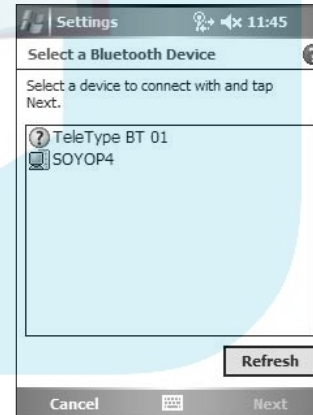 Settings 11:45
Select a Bluetooth Device
Select a device to connect with and tap
Next.
TeleType BT 01
SOYOP4
Refresh
Cancel Next